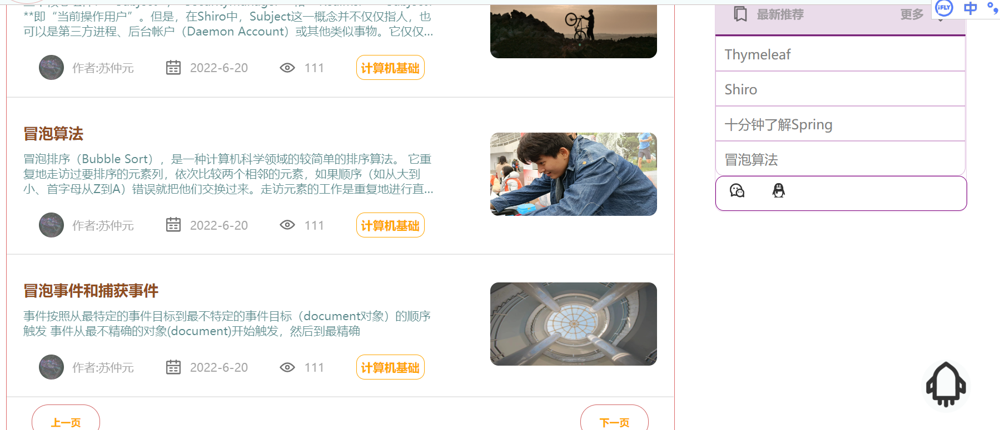 **即“当前操作用户”。但是，在Shiro中，Subject这一概念并不仅仅指人，也
可以是第三方进程、后台帐户（Daemon Account）或其他类似事物。它仅仅...
作者:苏仲元
2022-6-20
111
计算机基础
冒泡算法
冒泡排序（Bubble Sort），是一种计算机科学领域的较简单的排序算法。 它重
复地走访过要排序的元素列，依次比较两个相邻的元素，如果顺序（如从大到
小、首字母从Z到A）错误就把他们交换过来。走访元素的工作是重复地进行直...
作者:苏仲元
2022-6-20
111
计算机基础
冒泡事件和捕获事件
事件按照从最特定的事件目标到最不特定的事件目标（document对象）的顺序
触发 事件从最不精确的对象(document)开始触发，然后到最精确
作者:苏仲元
2022-6-20
111
计算机基础
上一页
下一页
最新推荐
更多
Thymeleaf
Shiro
十分钟了解Spring
冒泡算法
iFLY
中